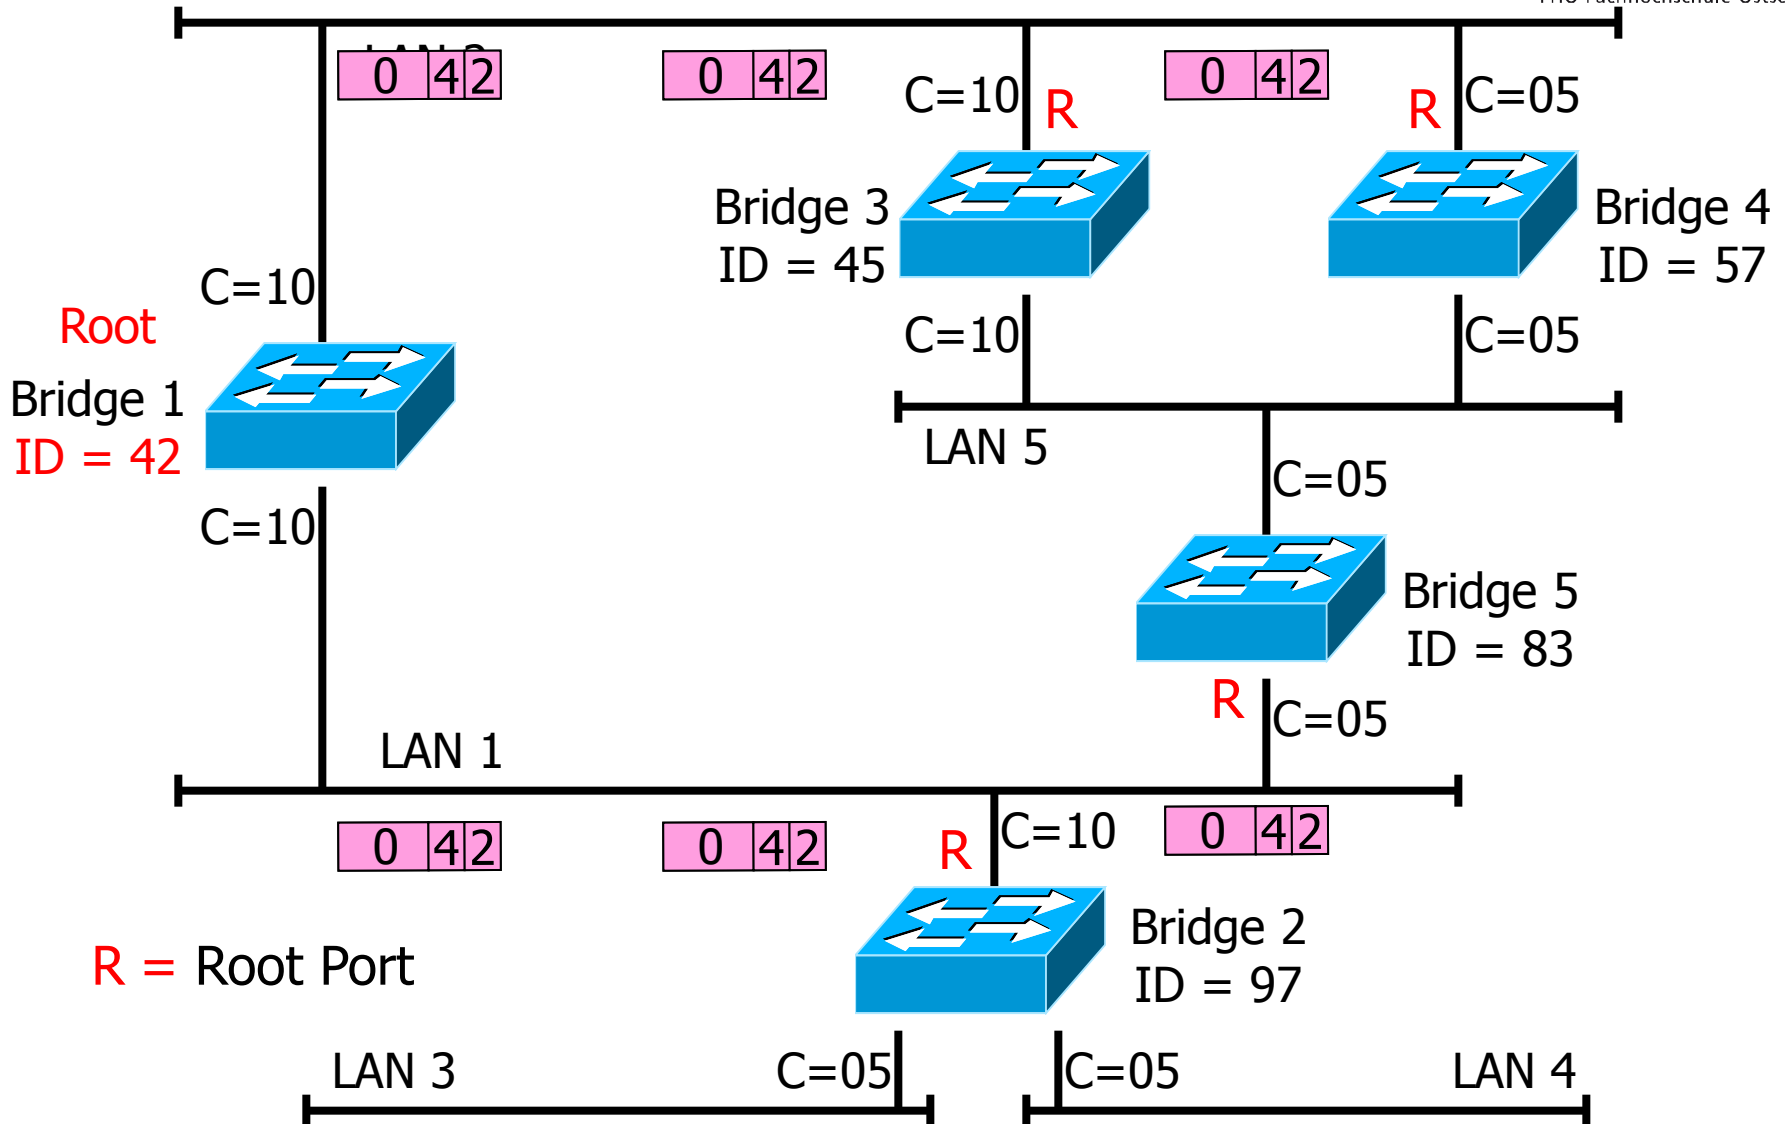 0 42
0 42
0 42
C=10
R
R
C=05
Bridge 3
ID = 45
Bridge 4
ID = 57
C=10
Root
Bridge 1
ID = 42
C=10
C=05
LAN 5
C=05
C=10
Bridge 5
ID = 83
R
C=05
LAN 1
0 42
0 42
R
C=10
0 42
Bridge 2
ID = 97
R = Root Port
LAN 3
C=05
C=05
LAN 4